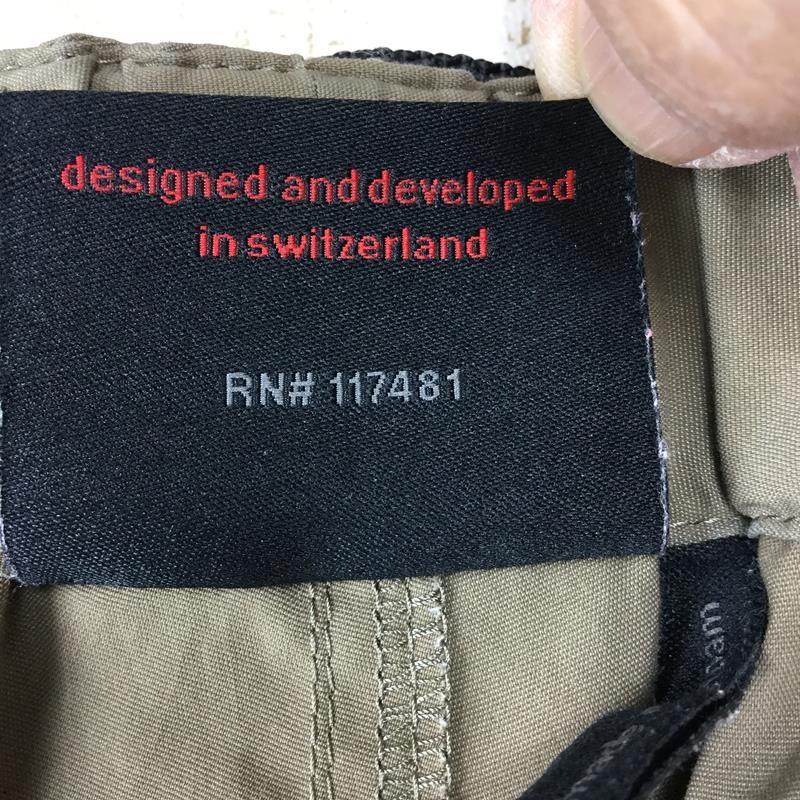 designed and developed
in switzerland
RN# 117481